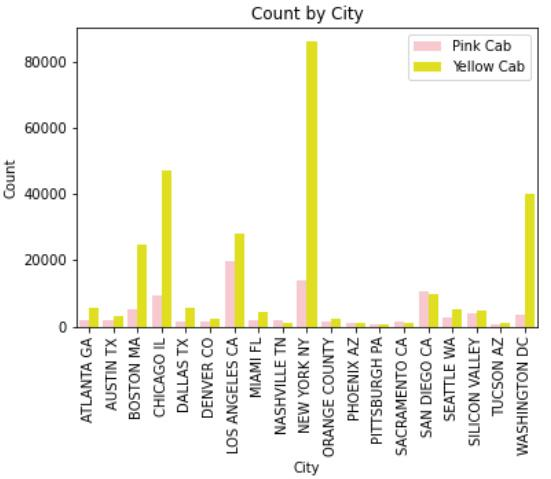 Count by City
Pink Cab
Yellow Cab
Count
80000
60000
40000
20000
0
ATLANTA GA
AUSTIN TX
BOSTON MA
CHICAGO IL
DALLAS TX
DENVER CO
LOS ANGELES CA
MIAMI FL
NASHVILLE TN
NEW YORK NY
ORANGE COUNTY
PHOENIX AZ
PITTSBURGH PA
SACRAMENTO CA
SAN DIEGO CA
SEATTLE WA
SILICON VALLEY
TUCSON AZ
WASHINGTON DC
City